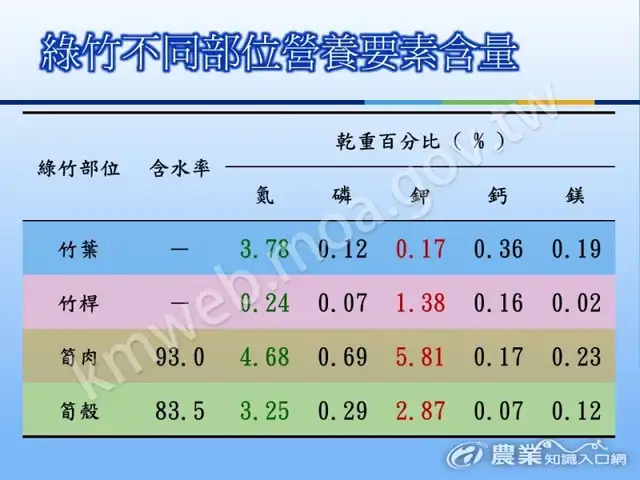 綠竹不同部位營養要素含量
綠竹部位 含水率 乾重百分比(%)
氮 磷 鉀 鈣 鎂
竹葉 — 3.78 0.12 0.17 0.36 0.19
竹桿 — 0.24 0.07 1.38 0.16 0.02
筍肉 93.0 4.68 0.69 5.81 0.17 0.23
筍殼 83.5 3.25 0.29 2.87 0.07 0.12
kmweb.moa.gov.tw
農業知識入口網